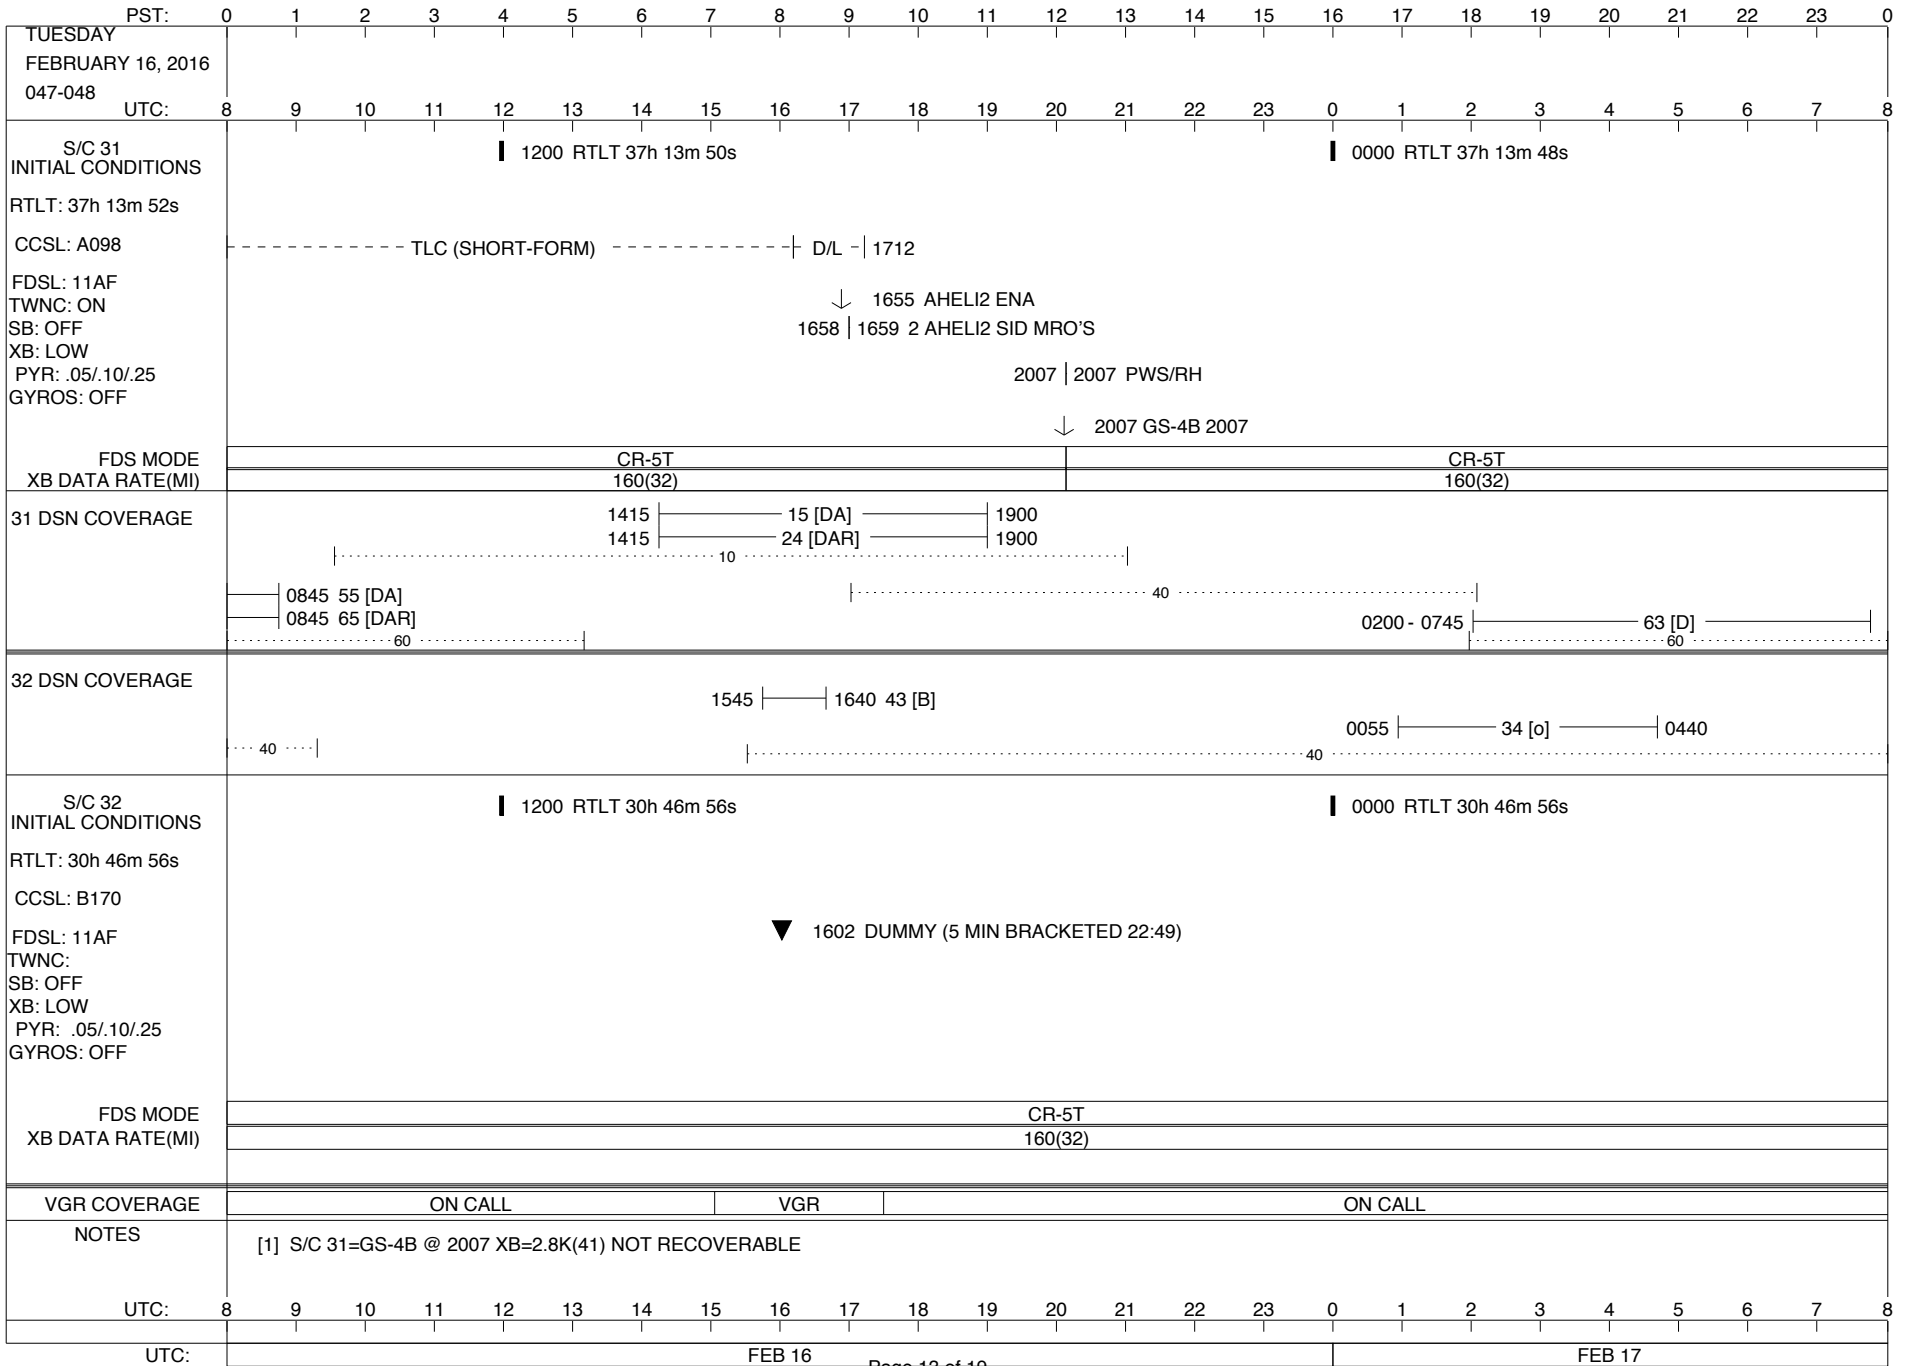 PST: 0 1 2 3 4 5 6 7 8 9 10 11 12 13 14 15 16 17 18 19 20 21 22 23 0
TUESDAY
FEBRUARY 16, 2016
047-048
UTC: 8 9 10 11 12 13 14 15 16 17 18 19 20 21 22 23 0 1 2 3 4 5 6 7 8
S/C 31
INITIAL CONDITIONS
1200 RTLT 37h 13m 50s
0000 RTLT 37h 13m 48s
RTLT: 37h 13m 52s
CCSL: A098
TLC (SHORT-FORM) D/L 1712
FDSL: 11AF
TWNC: ON
SB: OFF
XB: LOW
PYR: .05/.10/.25
GYROS: OFF
1655 AHELI2 ENA
1658 1659 2 AHELI2 SID MRO'S
2007 2007 PWS/RH
2007 GS-4B 2007
FDS MODE CR-5T CR-5T
XB DATA RATE(MI) 160(32) 160(32)
31 DSN COVERAGE
1415 15 [DA] 1900
1415 24 [DAR] 1900
10
0845 55 [DA]
40
0845 65 [DAR]
0200 - 0745 63 [D]
60 60
32 DSN COVERAGE
1545 1640 43 [B]
0055 34 [o] 0440
40 40
S/C 32
INITIAL CONDITIONS
1200 RTLT 30h 46m 56s
0000 RTLT 30h 46m 56s
RTLT: 30h 46m 56s
CCSL: B170
FDSL: 11AF
TWNC:
SB: OFF
XB: LOW
PYR: .05/.10/.25
GYROS: OFF
1602 DUMMY (5 MIN BRACKETED 22:49)
FDS MODE CR-5T
XB DATA RATE(MI) 160(32)
VGR COVERAGE ON CALL VGR ON CALL
NOTES
[1] S/C 31=GS-4B @ 2007 XB=2.8K(41) NOT RECOVERABLE
UTC: 8 9 10 11 12 13 14 15 16 17 18 19 20 21 22 23 0 1 2 3 4 5 6 7 8
UTC: FEB 16 FEB 17